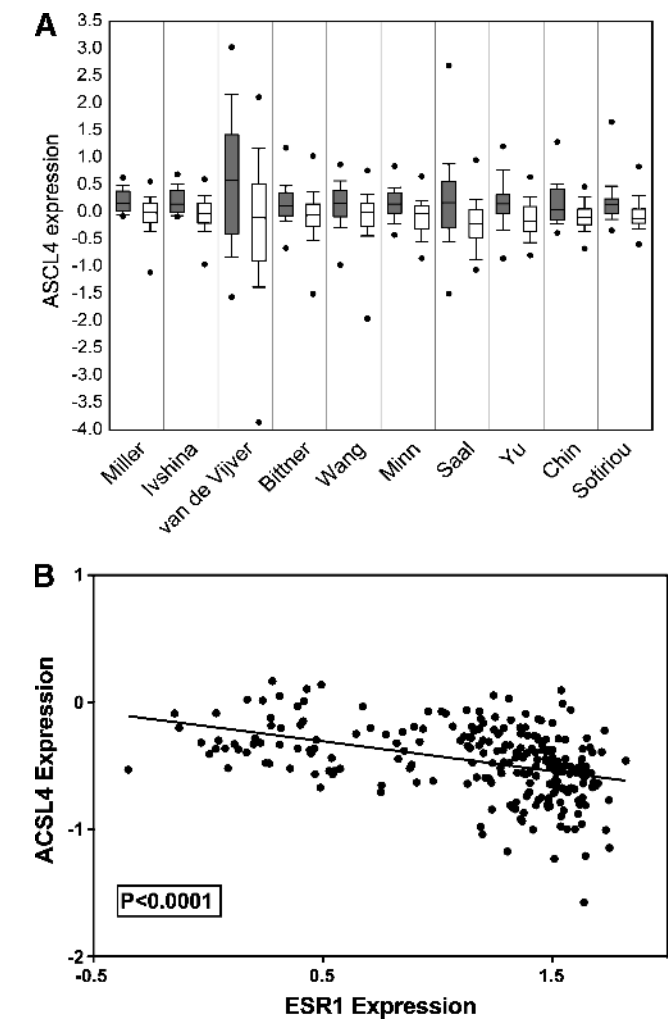 A
ASCL4 expression
3.5
3.0
2.5
2.0
1.5
1.0
0.5
0.0
-0.5
-1.0
-1.5
-2.0
-2.5
-3.0
-3.5
-4.0
Miller
Ivshina
van de Vijver
Bittner
Wang
Minn
Saal
Yu
Chin
Sotiriou
B
ACSL4 Expression
1
0
-1
-2
P<0.0001
-0.5
0.5
1.5
ESR1 Expression